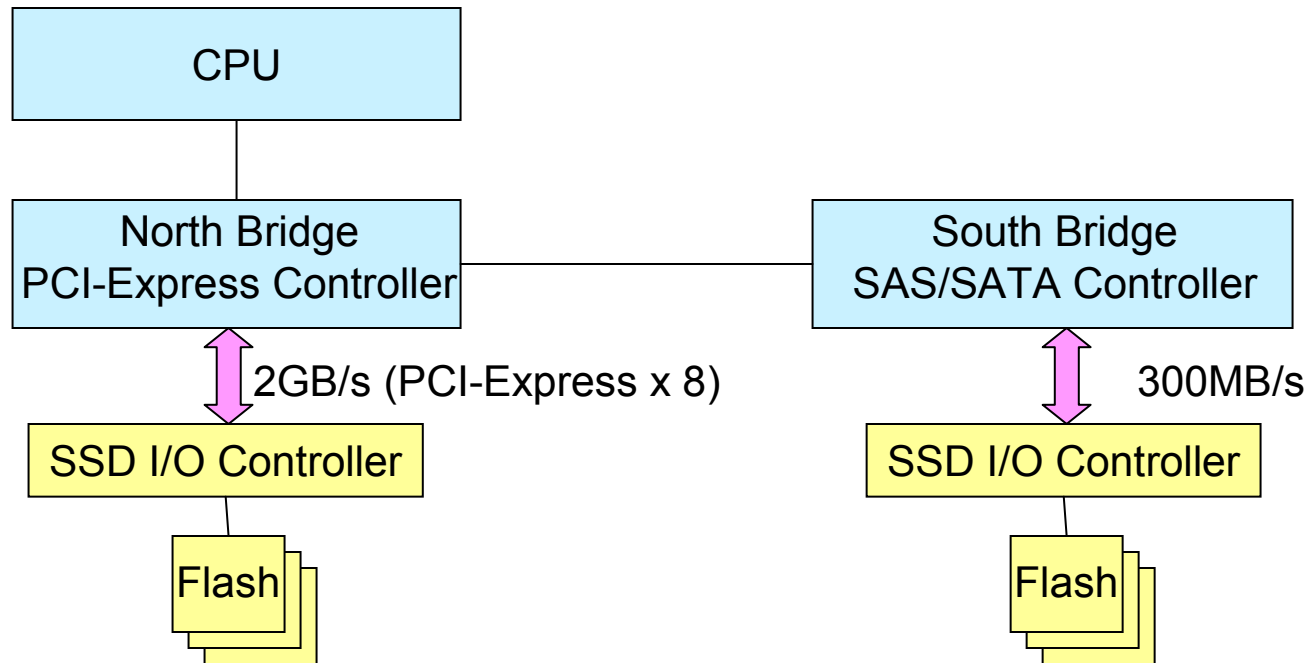 CPU
North Bridge
PCI-Express Controller
South Bridge
SAS/SATA Controller
2GB/s (PCI-Express x 8)
300MB/s
SSD I/O Controller
SSD I/O Controller
Flash
Flash